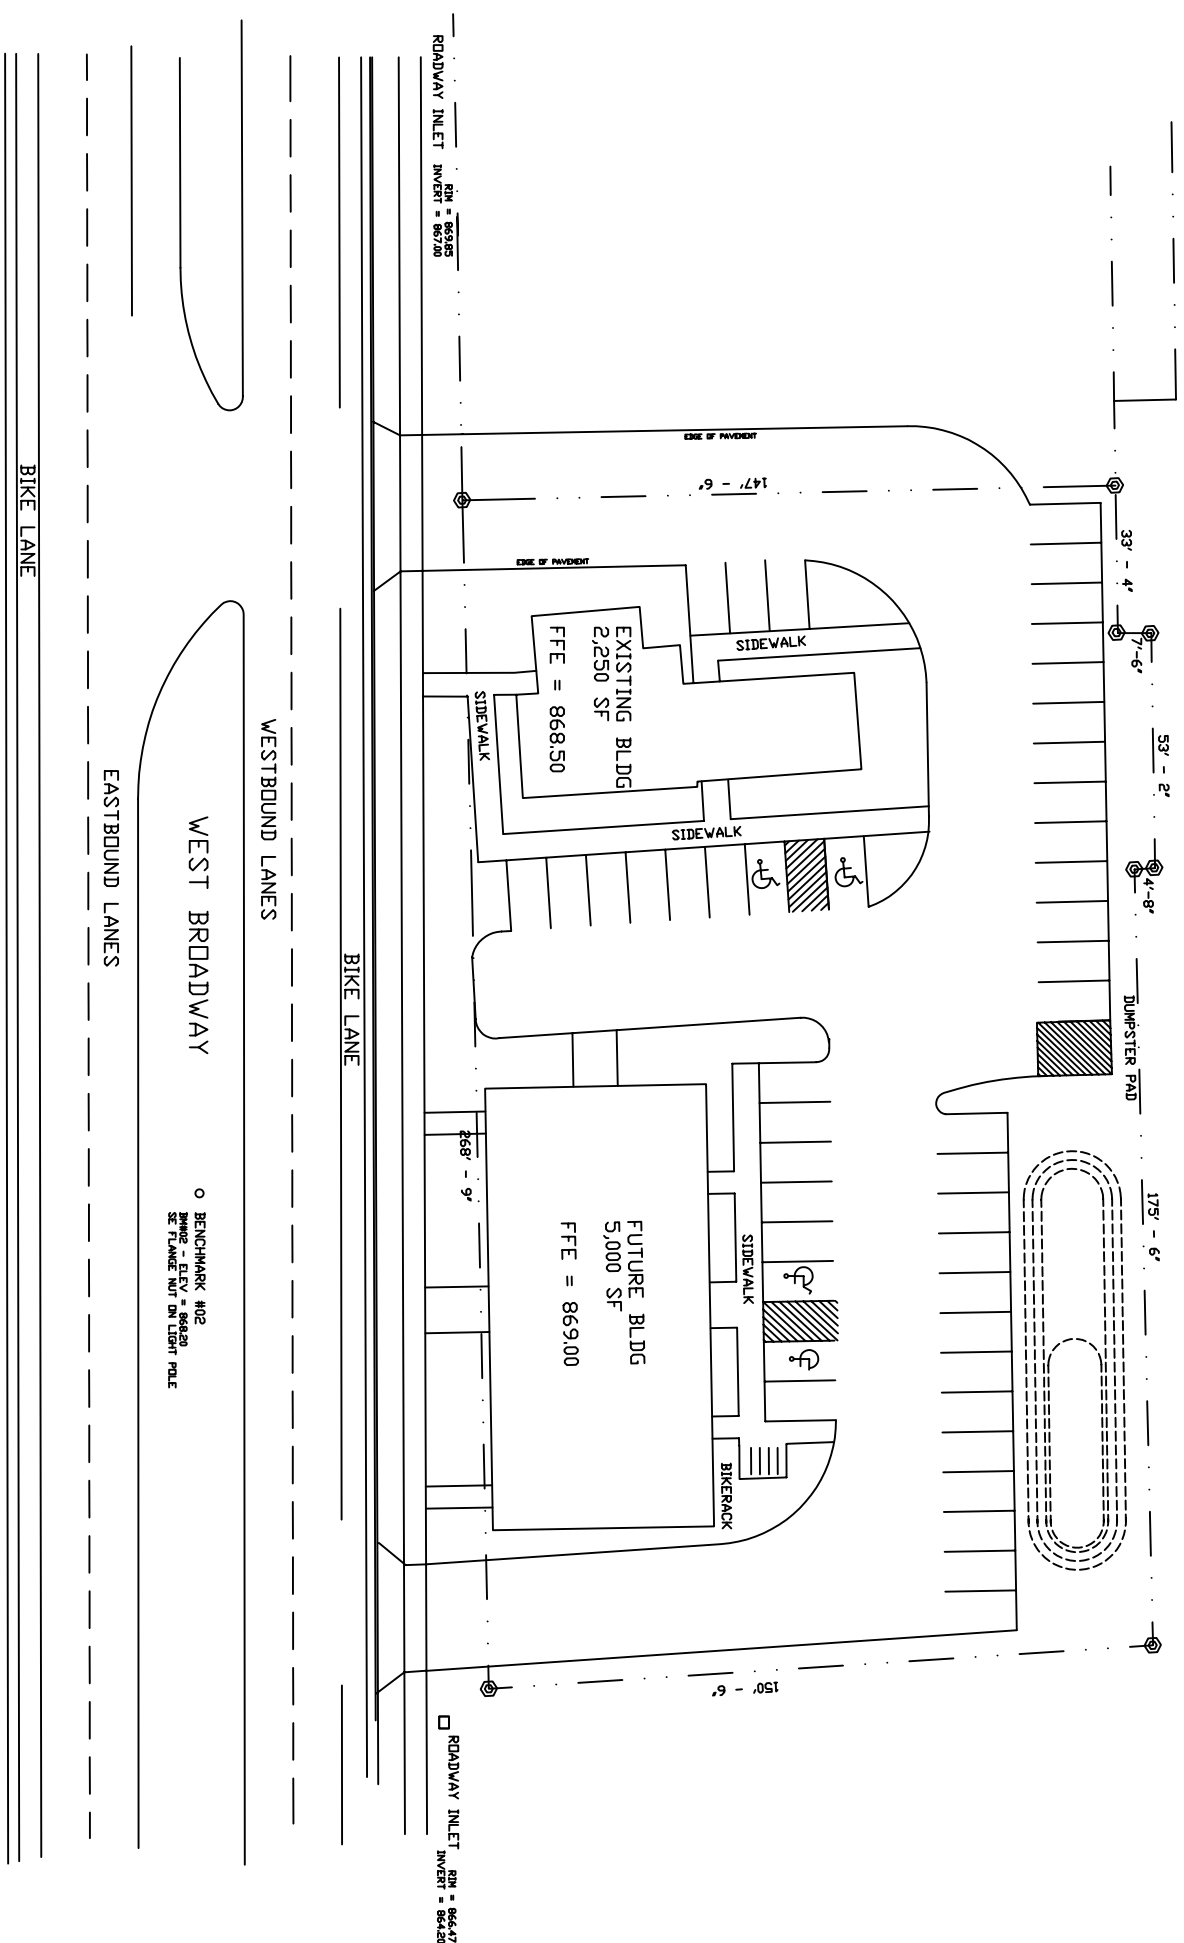 ROADWAY INLET
RIM = 869.85
INVERT = 867.00
EDGE OF PAVEMENT
147' - 6"
33' - 4"
7'-6"
53' - 2"
4'-8"
EDGE OF PAVEMENT
SIDEWALK
EXISTING BLDG
2,250 SF
FFE = 868.50
SIDEWALK
SIDEWALK
DUMPSTER PAD
175' - 6"
268' - 9"
FUTURE BLDG
5,000 SF
FFE = 869.00
SIDEWALK
BIKERACK
150' - 6"
BIKE LANE
WESTBOUND LANES
WEST BROADWAY
EASTBOUND LANES
BIKE LANE
BENCHMARK #02
BM#02 - ELEV = 868.20
SE FLANGE NUT ON LIGHT POLE
ROADWAY INLET
RIM = 866.47
INVERT = 864.20